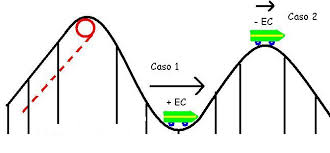 - EC
Caso 2
Caso 1
+ EC